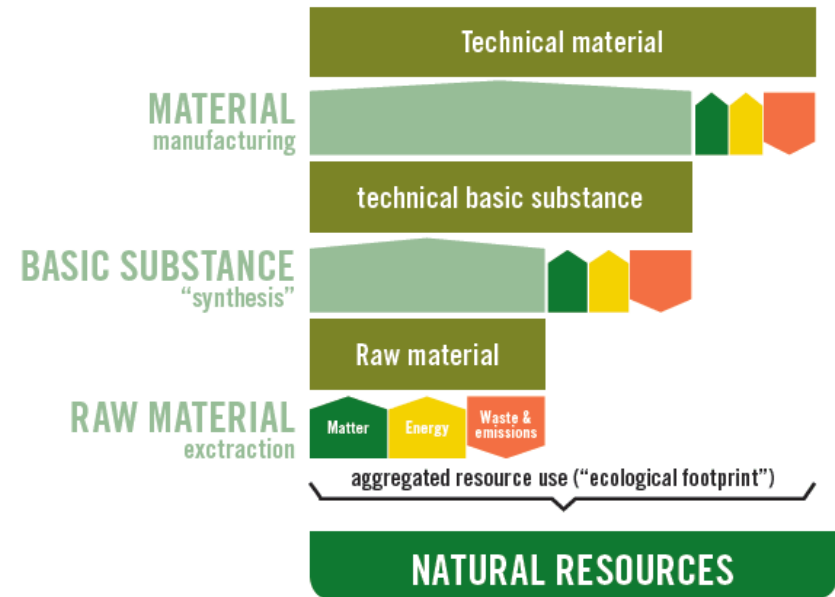 Technical material
MATERIAL
manufacturing
technical basic substance
BASIC SUBSTANCE
“synthesis”
Raw material
RAW MATERIAL
exctraction
Matter
Energy
Waste &
emissions
aggregated resource use (“ecological footprint”)
NATURAL RESOURCES